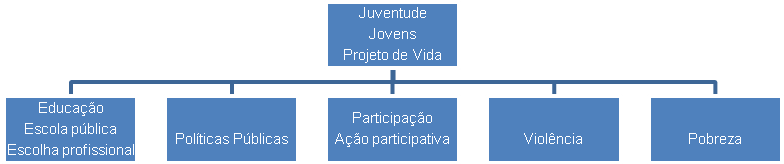 Juventude
Jovens
Projeto de Vida
Educação
Escola pública
Escolha profissional
Políticas Públicas
Participação
Ação participativa
Violência
Pobreza